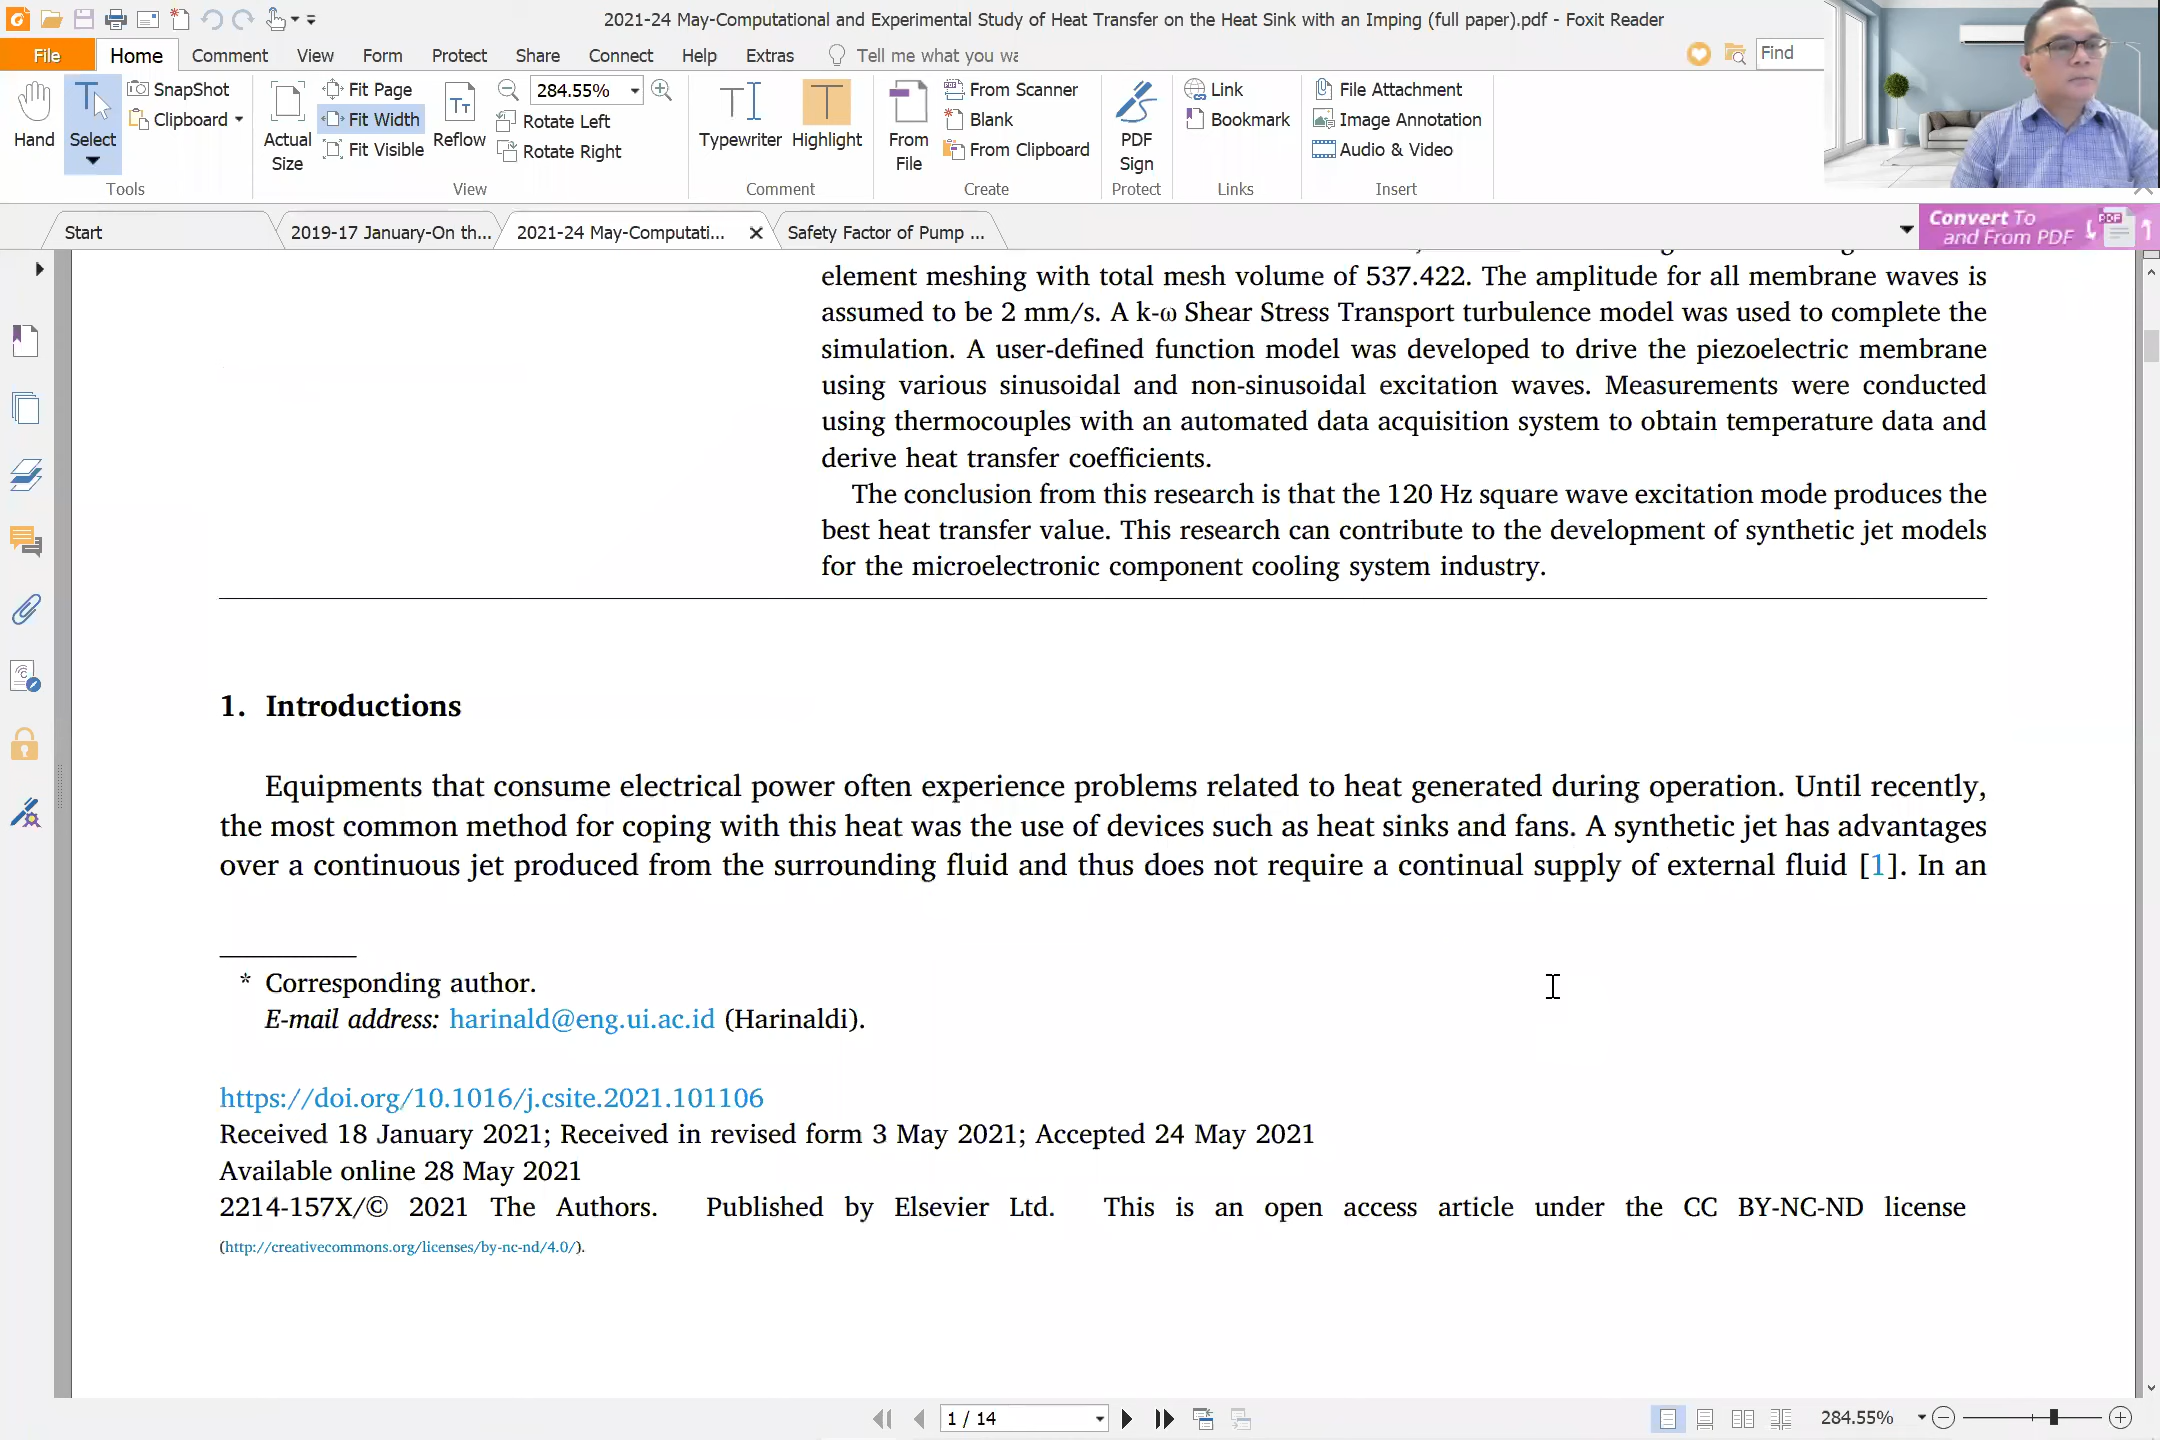 2021-24 May-Computational and Experimental Study of Heat Transfer on the Heat Sink with an Imping (full paper).pdf - Foxit Reader
File Home Comment View Form Protect Share Connect Help Extras Tell me what you wa Find
Hand
Select
SnapShot
Clipboard
Tools
Actual Size
Fit Page
Fit Width
Fit Visible
Reflow
284.55%
Rotate Left
Rotate Right
View
Typewriter
Highlight
Comment
From File
From Scanner
Blank
From Clipboard
Create
PDF Sign
Protect
Link
Bookmark
Links
File Attachment
Image Annotation
Audio & Video
Insert
Start 2019-17 January-On th... 2021-24 May-Computati... Safety Factor of Pump ...
Convert To
and From PDF
PDF
element meshing with total mesh volume of 537.422. The amplitude for all membrane waves is
assumed to be 2 mm/s. A k-ω Shear Stress Transport turbulence model was used to complete the
simulation. A user-defined function model was developed to drive the piezoelectric membrane
using various sinusoidal and non-sinusoidal excitation waves. Measurements were conducted
using thermocouples with an automated data acquisition system to obtain temperature data and
derive heat transfer coefficients.
The conclusion from this research is that the 120 Hz square wave excitation mode produces the
best heat transfer value. This research can contribute to the development of synthetic jet models
for the microelectronic component cooling system industry.
1. Introductions
Equipments that consume electrical power often experience problems related to heat generated during operation. Until recently,
the most common method for coping with this heat was the use of devices such as heat sinks and fans. A synthetic jet has advantages
over a continuous jet produced from the surrounding fluid and thus does not require a continual supply of external fluid [1]. In an
* Corresponding author.
E-mail address: harinald@eng.ui.ac.id (Harinaldi).
https://doi.org/10.1016/j.csite.2021.101106
Received 18 January 2021; Received in revised form 3 May 2021; Accepted 24 May 2021
Available online 28 May 2021
2214-157X/© 2021 The Authors. Published by Elsevier Ltd. This is an open access article under the CC BY-NC-ND license
(http://creativecommons.org/licenses/by-nc-nd/4.0/).
1 / 14
284.55%